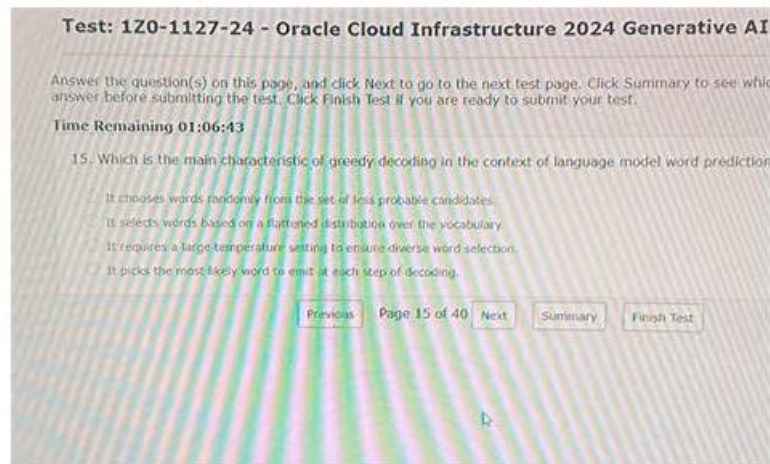 Test: 1Z0-1127-24 - Oracle Cloud Infrastructure 2024 Generative AI
Answer the question(s) on this page, and click Next to go to the next test page. Click Summary to see whic
answer before submitting the test. Click Finish Test if you are ready to submit your test.
Time Remaining 01:06:43
15. Which is the main characteristic of greedy decoding in the context of language model word prediction
It chooses words randomly from the set of less probable candidates.
It selects words based on a flattened distribution over the vocabulary.
It requires a large temperature setting to ensure diverse word selection.
It picks the most likely word to emit at each step of decoding.
Previous Page 15 of 40 Next Summary Finish Test